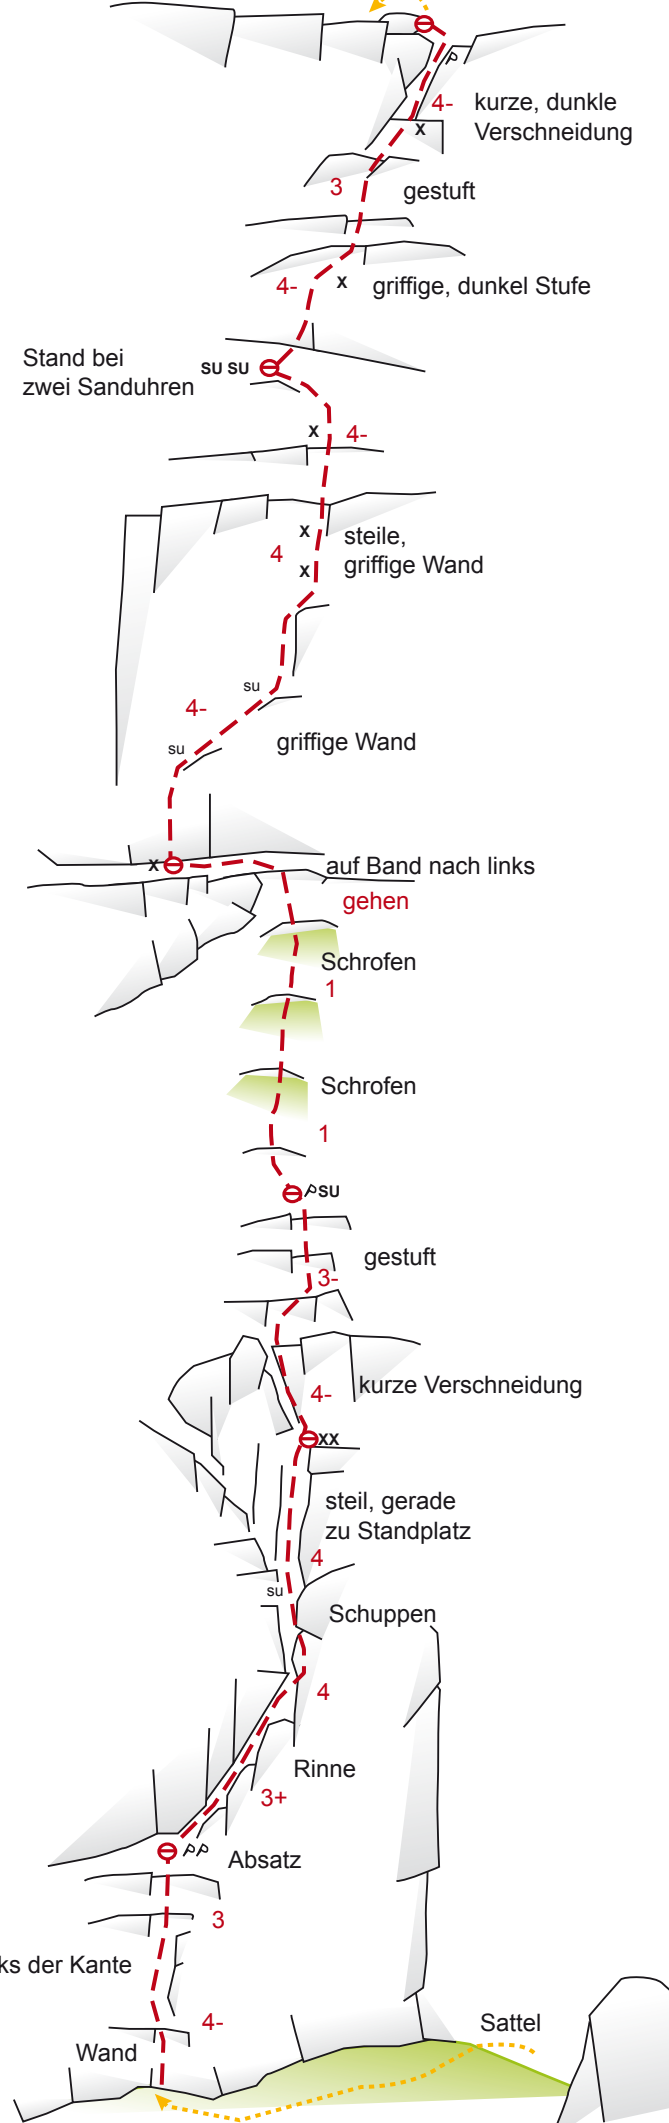 4- kurze, dunkle
X Verschneidung
3 gestuft
4- X griffige, dunkel Stufe
Stand bei
zwei Sanduhren
SU SU
X 4-
X steile,
4 griffige Wand
X
su
4-
griffige Wand
su
X auf Band nach links
gehen
Schrofen
1
Schrofen
1
SU
gestuft
3-
4- kurze Verschneidung
XX
steil, gerade
zu Standplatz
4
su
Schuppen
4
Rinne
3+
Absatz
3
ks der Kante
4-
Sattel
Wand